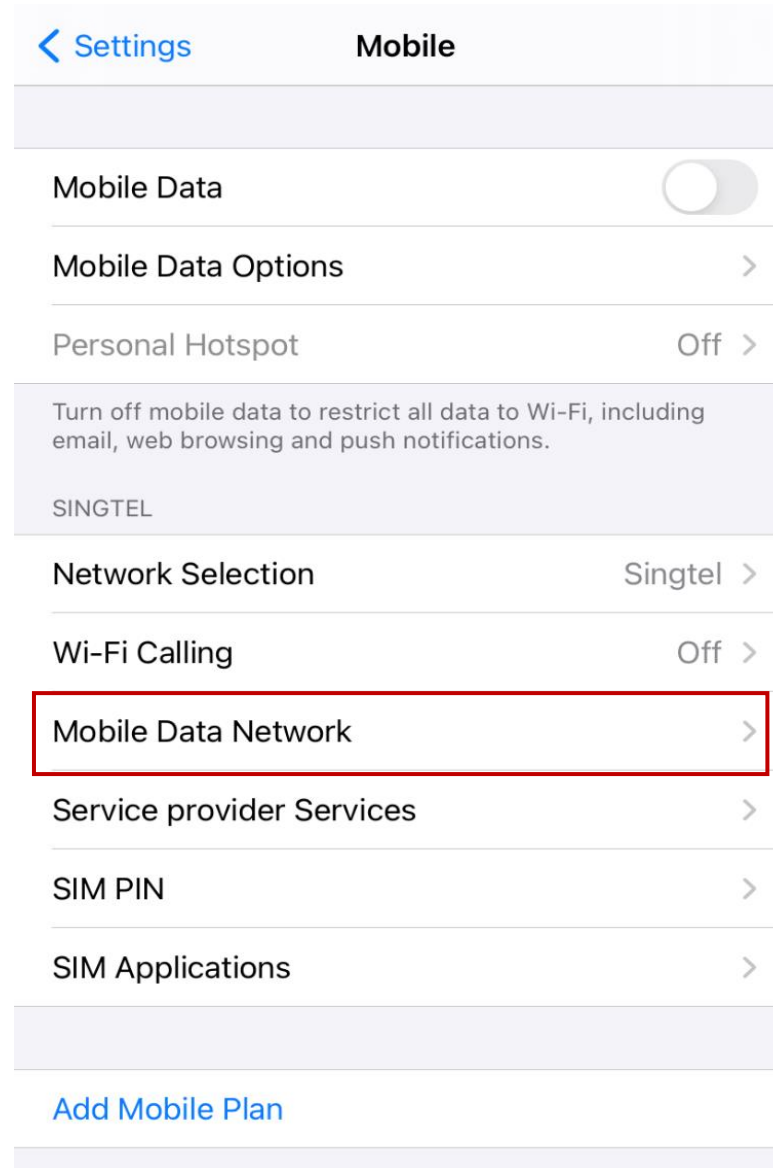 Settings Mobile
Mobile Data
Mobile Data Options
Personal Hotspot Off
Turn off mobile data to restrict all data to Wi-Fi, including
email, web browsing and push notifications.
SINGTEL
Network Selection Singtel
Wi-Fi Calling Off
Mobile Data Network
Service provider Services
SIM PIN
SIM Applications
Add Mobile Plan